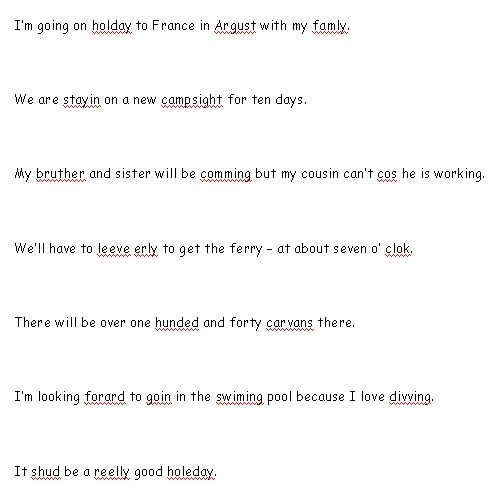 I'm going on holday to France in Argust with my famly.
We are stayin on a new campsight for ten days.
My bruther and sister will be comming but my cousin can't cos he is working.
We'll have to leeve erly to get the ferry – at about seven o' clok.
There will be over one hunded and forty carvans there.
I'm looking forard to goin in the swiming pool because I love divving.
It shud be a reelly good holeday.